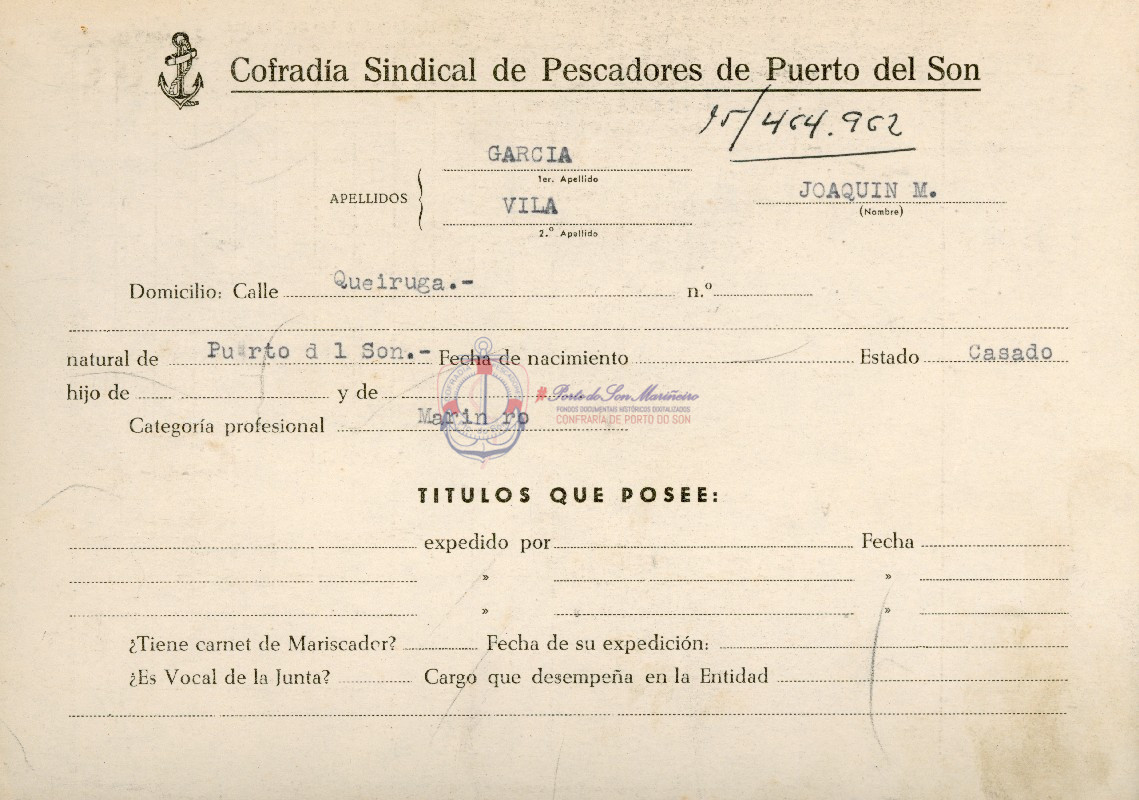 Cofradía Sindical de Pescadores de Puerto del Son
15/464.962
GARCIA
1er. Apellido
APELLIDOS
JOAQUIN M.
(Nombre)
VILA
2.º Apellido
Domicilio: Calle Queiruga.- n.º
natural de Pu rto d l Son.- Fecha de nacimiento Estado Casado
hijo de y de
#Porto do Son Mariñeiro
FONDOS DOCUMENTAIS HISTÓRICOS DIXITALIZADOS
CONFRARÍA DE PORTO DO SON
Categoría profesional Marin ro
TITULOS QUE POSEE:
expedido por Fecha
» »
» »
¿Tiene carnet de Mariscador? Fecha de su expedición:
¿Es Vocal de la Junta? Cargo que desempeña en la Entidad